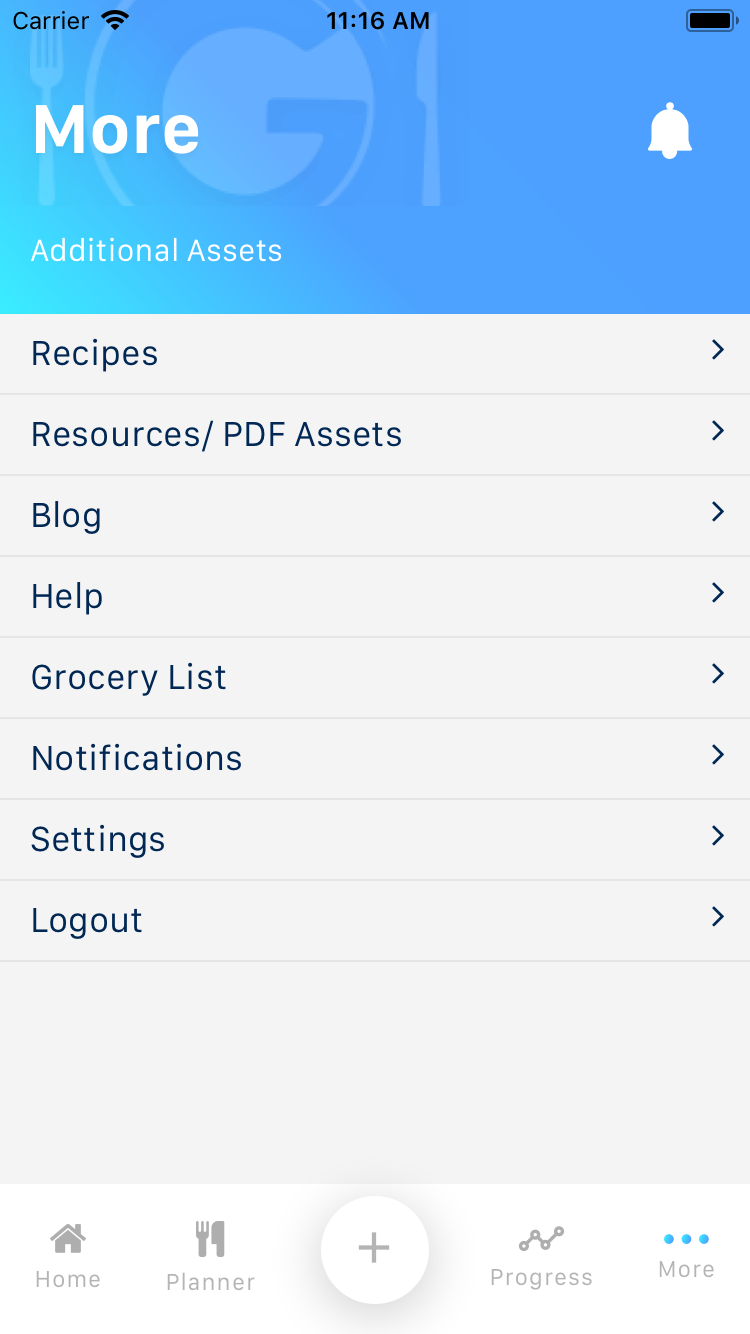 Carrier 11:16 AM
More
Additional Assets
Recipes
Resources/ PDF Assets
Blog
Help
Grocery List
Notifications
Settings
Logout
Home Planner + Progress More